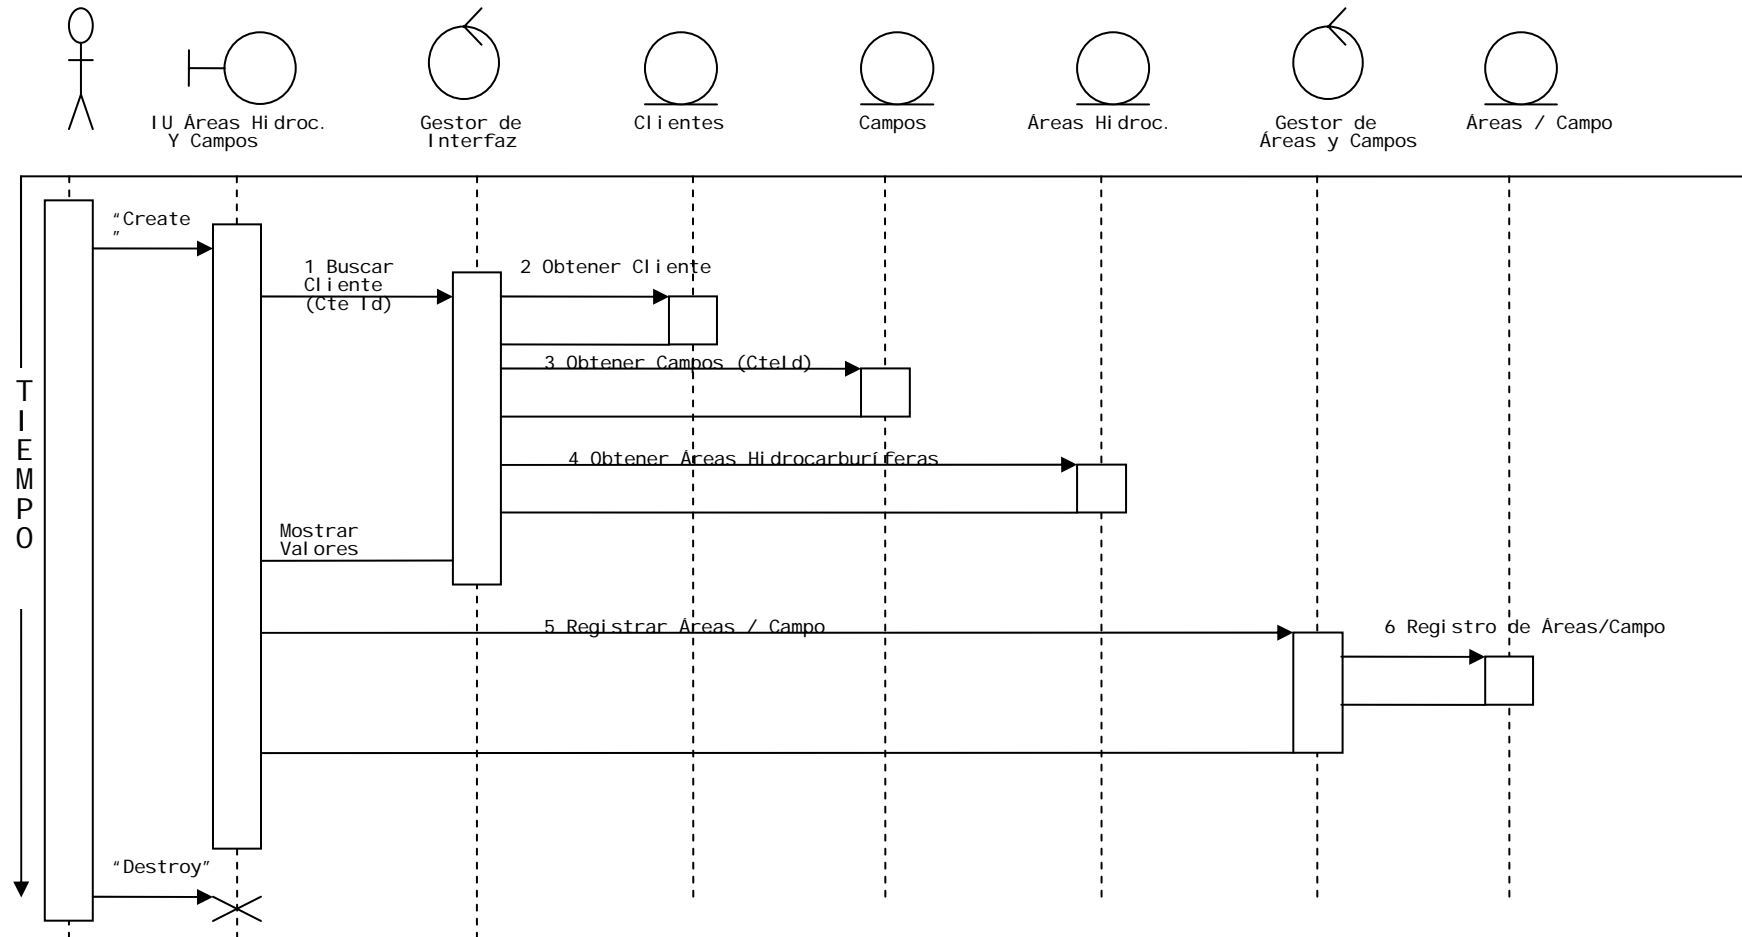 IU Áreas Hidroc.
Y Campos
Gestor de
Interfaz
Clientes
Campos
Áreas Hidroc.
Gestor de
Áreas y Campos
Áreas / Campo
“Create
”
1 Buscar
Cliente
(Cte Id)
2 Obtener Cliente
3 Obtener Campos (CteId)
4 Obtener Áreas Hidrocarburíferas
Mostrar
Valores
5 Registrar Áreas / Campo
6 Registro de Áreas/Campo
“Destroy”
T
I
E
M
P
O